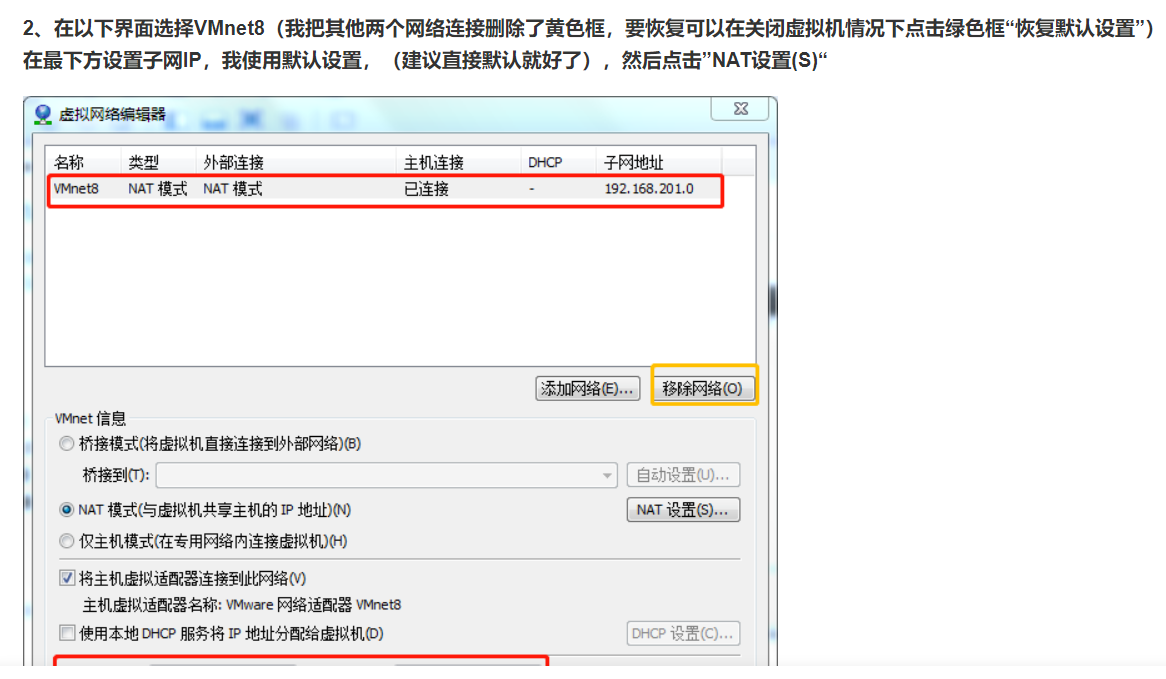 2、在以下界面选择VMnet8（我把其他两个网络连接删除了黄色框，要恢复可以在关闭虚拟机情况下点击绿色框“恢复默认设置”）
在最下方设置子网IP，我使用默认设置，（建议直接默认就好了），然后点击”NAT设置(S)“
虚拟网络编辑器
名称 类型 外部连接 主机连接 DHCP 子网地址
VMnet8 NAT 模式 NAT 模式 已连接 - 192.168.201.0
添加网络(E)... 移除网络(O)
VMnet 信息
桥接模式(将虚拟机直接连接到外部网络)(B)
桥接到(T): 自动设置(U)...
NAT 模式(与虚拟机共享主机的 IP 地址)(N) NAT 设置(S)...
仅主机模式(在专用网络内连接虚拟机)(H)
将主机虚拟适配器连接到此网络(V)
主机虚拟适配器名称: VMware 网络适配器 VMnet8
使用本地 DHCP 服务将 IP 地址分配给虚拟机(D) DHCP 设置(C)...